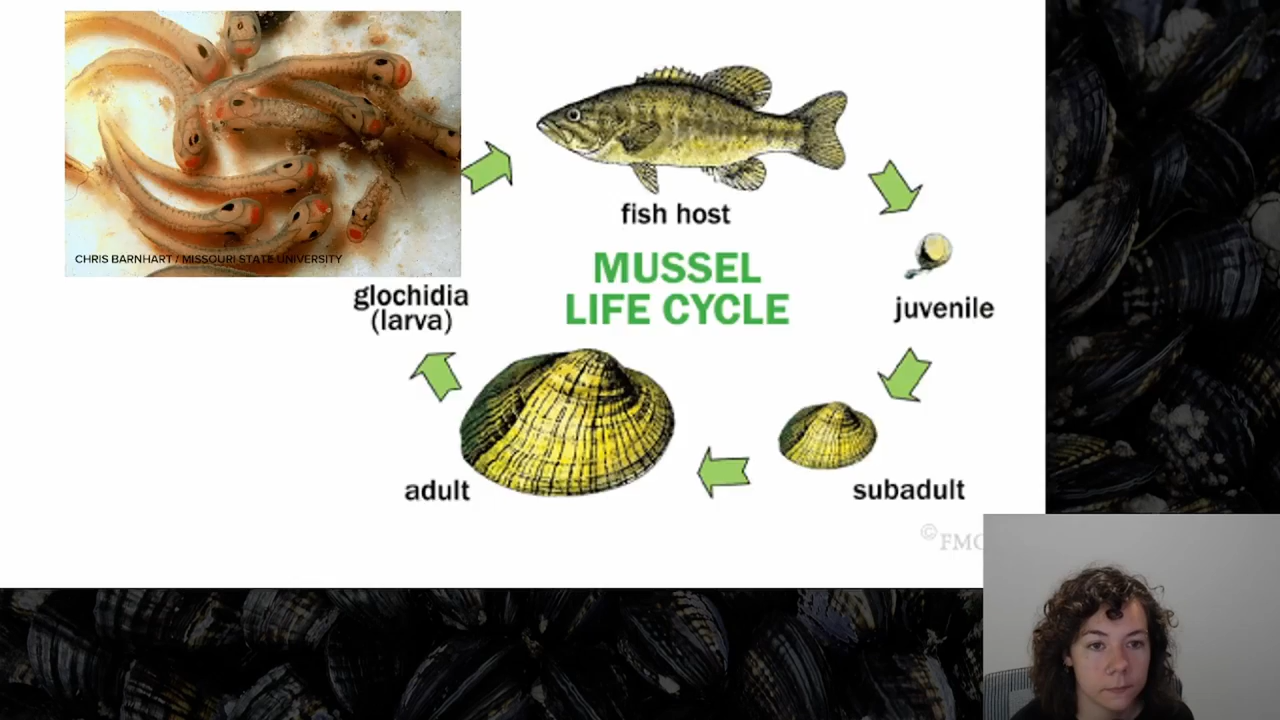 CHRIS BARNHART / MISSOURI STATE UNIVERSITY
fish host
MUSSEL
LIFE CYCLE
glochidia
(larva)
juvenile
adult
subadult
© FMC